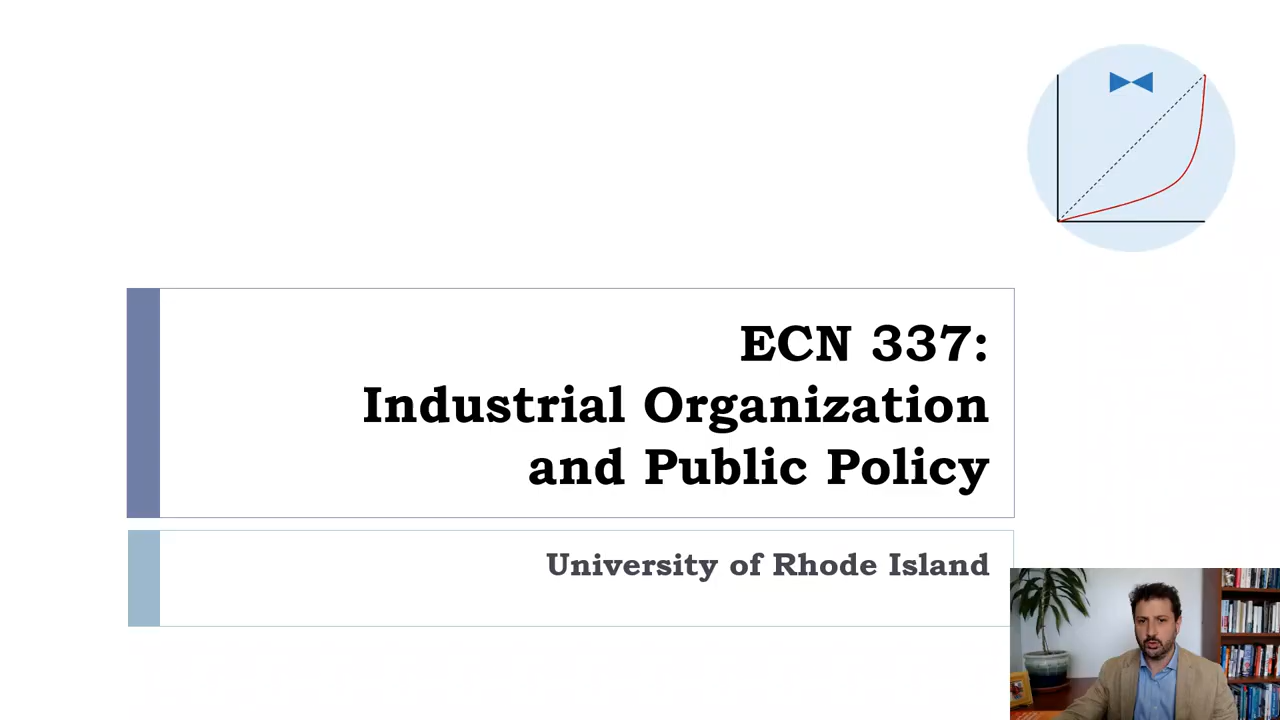 ECN 337:
Industrial Organization
and Public Policy
University of Rhode Island